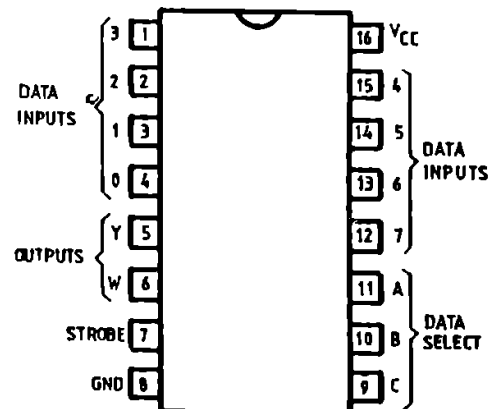 3 1 16 VCC
2 2 15 4
DATA INPUTS
1 3 14 5
DATA INPUTS
0 4 13 6
Y 5 12 7
OUTPUTS
W 6 11 A
STROBE 7 10 B
DATA SELECT
GND 8 9 C